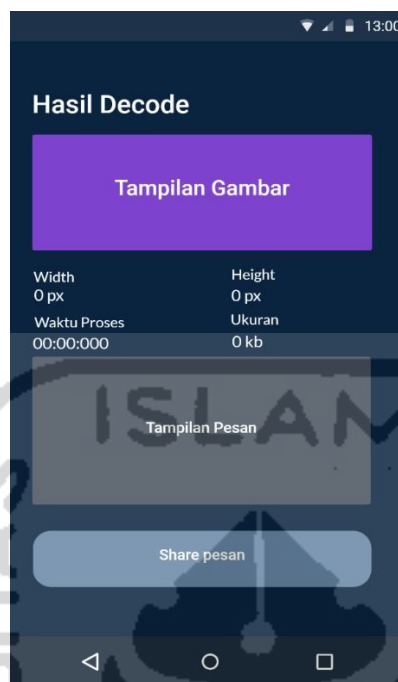 13:00
Hasil Decode
Tampilan Gambar
Width Height
0 px 0 px
Waktu Proses Ukuran
00:00:000 0 kb
ISLAM
Tampilan Pesan
Share pesan